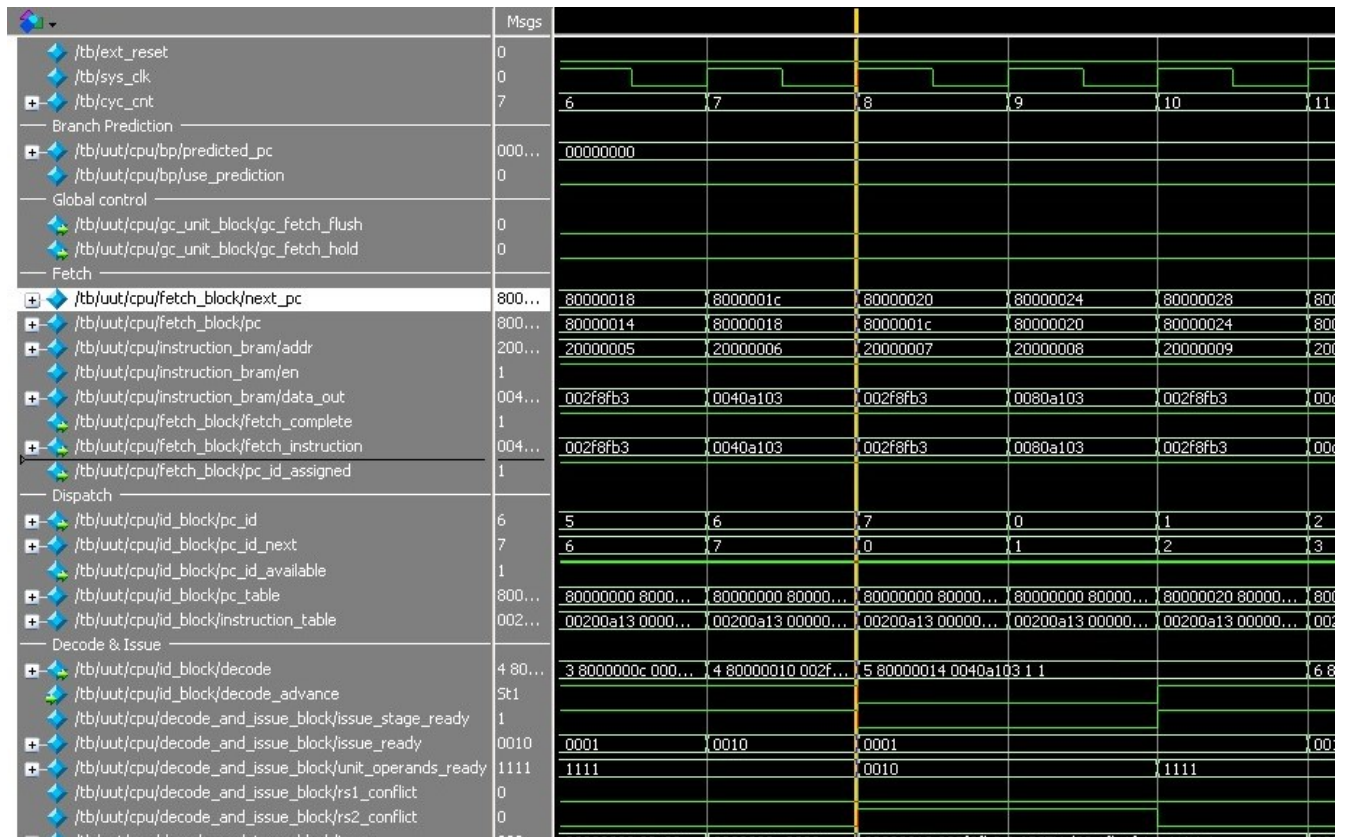 Msgs
/tb/ext_reset 0
/tb/sys_clk 0
/tb/cyc_cnt 7 6 7 8 9 10 11
Branch Prediction
/tb/uut/cpu/bp/predicted_pc 000... 00000000
/tb/uut/cpu/bp/use_prediction 0
Global control
/tb/uut/cpu/gc_unit_block/gc_fetch_flush 0
/tb/uut/cpu/gc_unit_block/gc_fetch_hold 0
Fetch
/tb/uut/cpu/fetch_block/next_pc 800... 80000018 8000001c 80000020 80000024 80000028 800
/tb/uut/cpu/fetch_block/pc 800... 80000014 80000018 8000001c 80000020 80000024 800
/tb/uut/cpu/instruction_bram/addr 200... 20000005 20000006 20000007 20000008 20000009 200
/tb/uut/cpu/instruction_bram/en 1
/tb/uut/cpu/instruction_bram/data_out 004... 002f8fb3 0040a103 002f8fb3 0080a103 002f8fb3
/tb/uut/cpu/fetch_block/fetch_complete 1
/tb/uut/cpu/fetch_block/fetch_instruction 004... 002f8fb3 0040a103 002f8fb3 0080a103 002f8fb3
/tb/uut/cpu/fetch_block/pc_id_assigned 1
Dispatch
/tb/uut/cpu/id_block/pc_id 6 5 6 7 0 1 2
/tb/uut/cpu/id_block/pc_id_next 7 6 7 0 1 2 3
/tb/uut/cpu/id_block/pc_id_available 1
/tb/uut/cpu/id_block/pc_table 800... 80000000 8000... 80000000 80000... 80000000 80000... 80000000 80000... 80000020 80000... 800
/tb/uut/cpu/id_block/instruction_table 002... 00200a13 0000... 00200a13 00000... 00200a13 00000... 00200a13 00000... 00200a13 00000... 002
Decode & Issue
/tb/uut/cpu/id_block/decode 4 80... 3 8000000c 000... 4 80000010 002f... 5 80000014 0040a103 1 1 6 8
/tb/uut/cpu/id_block/decode_advance St1
/tb/uut/cpu/decode_and_issue_block/issue_stage_ready 1
/tb/uut/cpu/decode_and_issue_block/issue_ready 0010 0001 0010 0001 001
/tb/uut/cpu/decode_and_issue_block/unit_operands_ready 1111 1111 0010 1111
/tb/uut/cpu/decode_and_issue_block/rs1_conflict 0
/tb/uut/cpu/decode_and_issue_block/rs2_conflict 0